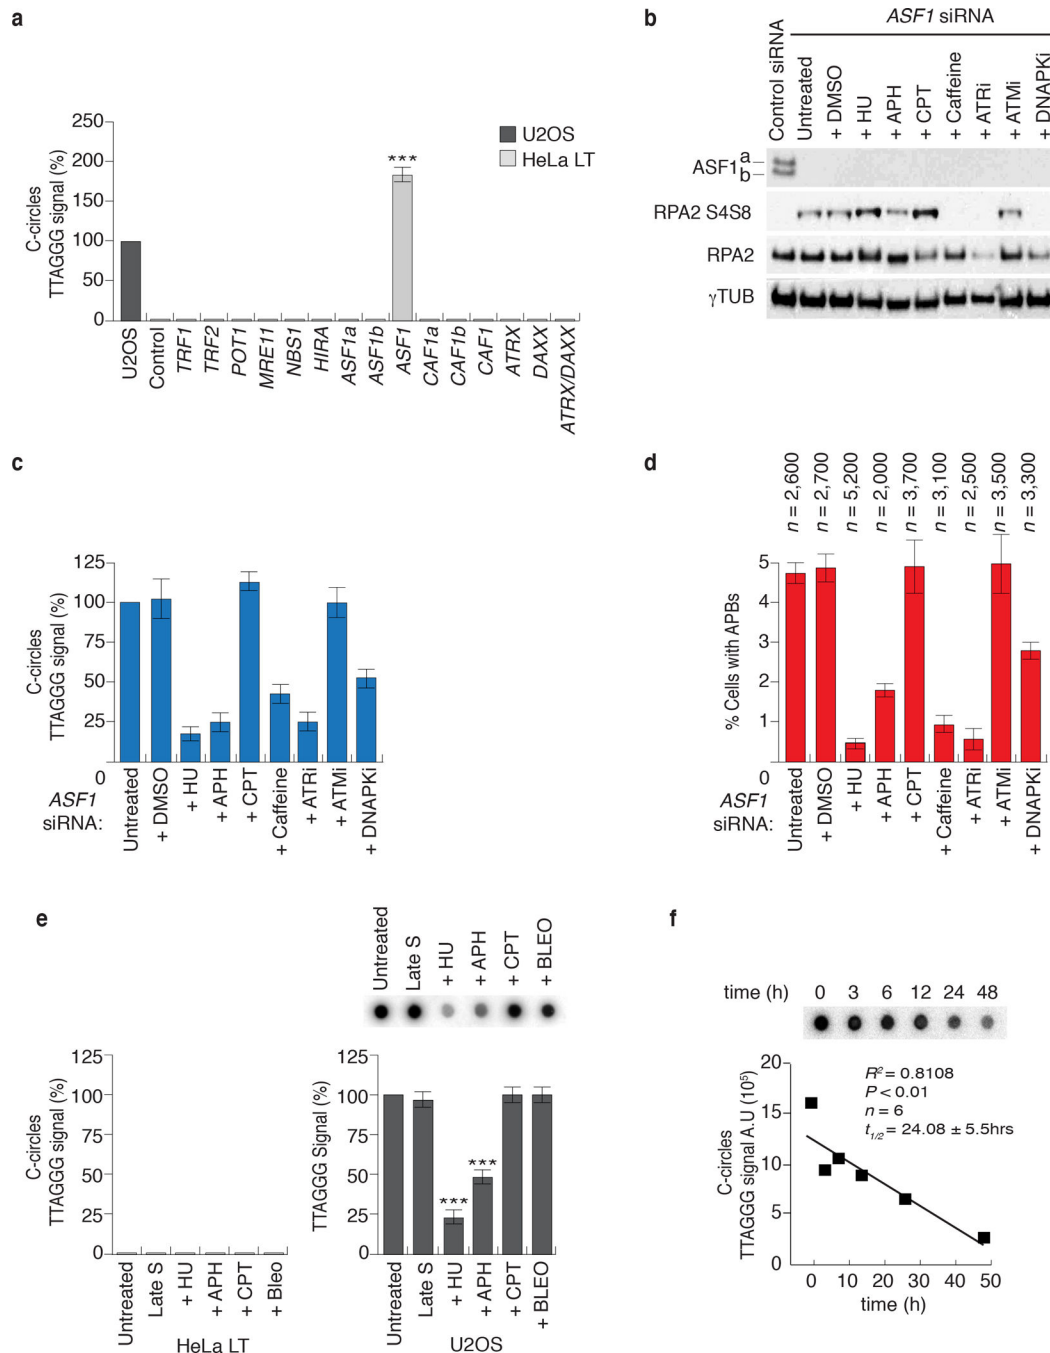 a
C-circles
TTAGGG signal (%)
250
200
150
100
50
0
U2OS
HeLa LT
***
U2OS
Control
TRF1
TRF2
POT1
MRE11
NBS1
HIRA
ASF1a
ASF1b
ASF1
CAF1a
CAF1b
CAF1
ATRX
DAXX
ATRX/DAXX
b
ASF1 siRNA
Control siRNA
Untreated
+ DMSO
+ HU
+ APH
+ CPT
+ Caffeine
+ ATRi
+ ATMi
+ DNAPKi
ASF1 a
b
RPA2 S4S8
RPA2
γTUB
c
C-circles
TTAGGG signal (%)
125
100
75
50
25
0
ASF1
siRNA:
Untreated
+ DMSO
+ HU
+ APH
+ CPT
+ Caffeine
+ ATRi
+ ATMi
+ DNAPKi
d
n = 2,600
n = 2,700
n = 5,200
n = 2,000
n = 3,700
n = 3,100
n = 2,500
n = 3,500
n = 3,300
% Cells with APBs
5
4
3
2
1
0
ASF1
siRNA:
Untreated
+ DMSO
+ HU
+ APH
+ CPT
+ Caffeine
+ ATRi
+ ATMi
+ DNAPKi
e
C-circles
TTAGGG signal (%)
125
100
75
50
25
0
Untreated
Late S
+ HU
+ APH
+ CPT
+ Bleo
HeLa LT
Untreated
Late S
+ HU
+ APH
+ CPT
+ BLEO
TTAGGG Signal (%)
125
100
75
50
25
0
***
***
Untreated
Late S
+ HU
+ APH
+ CPT
+ BLEO
U2OS
f
time (h) 0 3 6 12 24 48
C-circles
TTAGGG signal A.U (10⁵)
20
15
10
5
0
R² = 0.8108
P < 0.01
n = 6
t1/2 = 24.08 ± 5.5hrs
0 10 20 30 40 50
time (h)